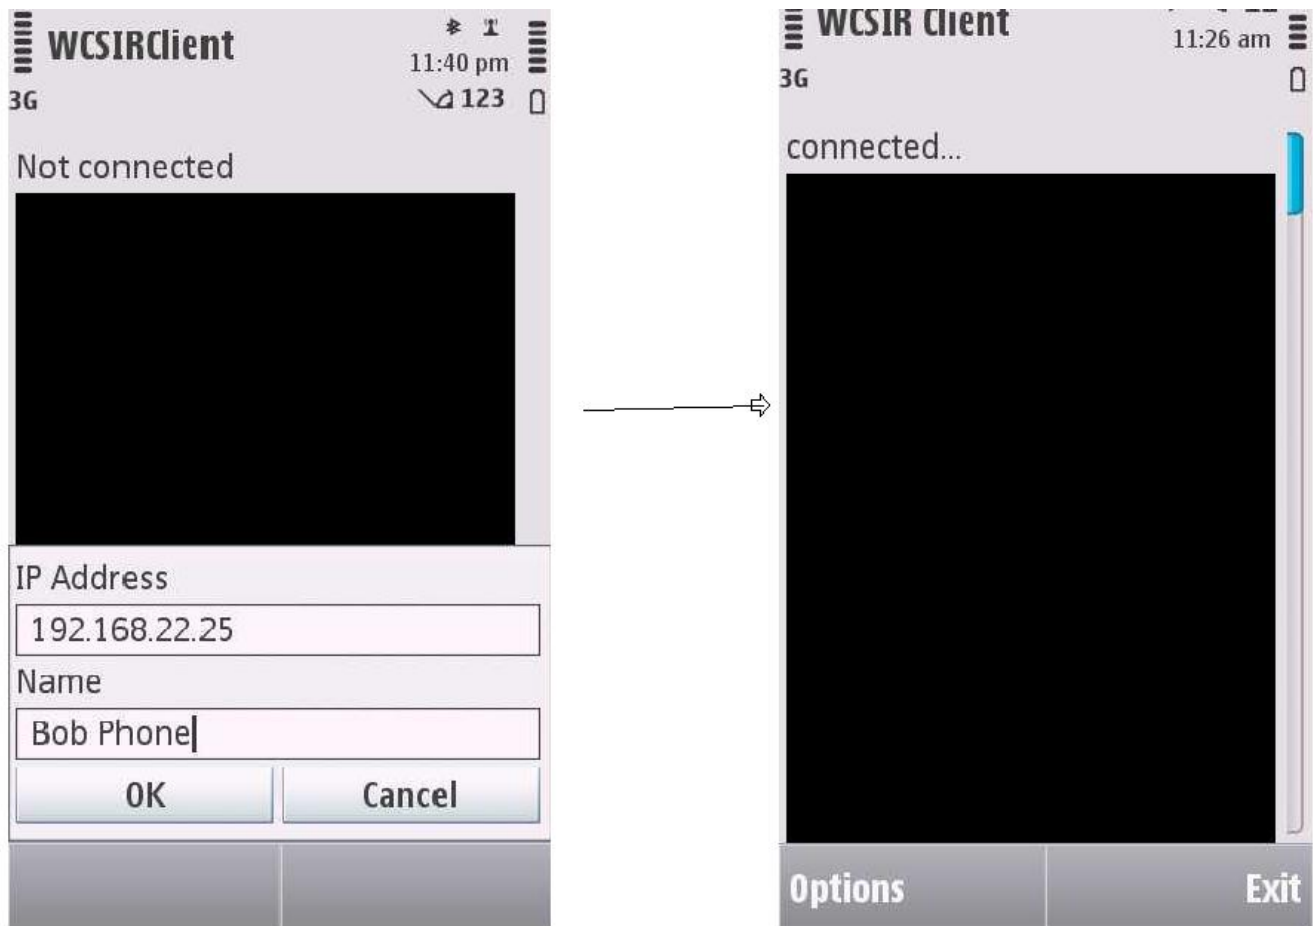 WCSIRClient
11:40 pm
3G
123
Not connected
IP Address
192.168.22.25
Name
Bob Phone
OK
Cancel
WCSIR Client
11:26 am
3G
connected...
Options
Exit